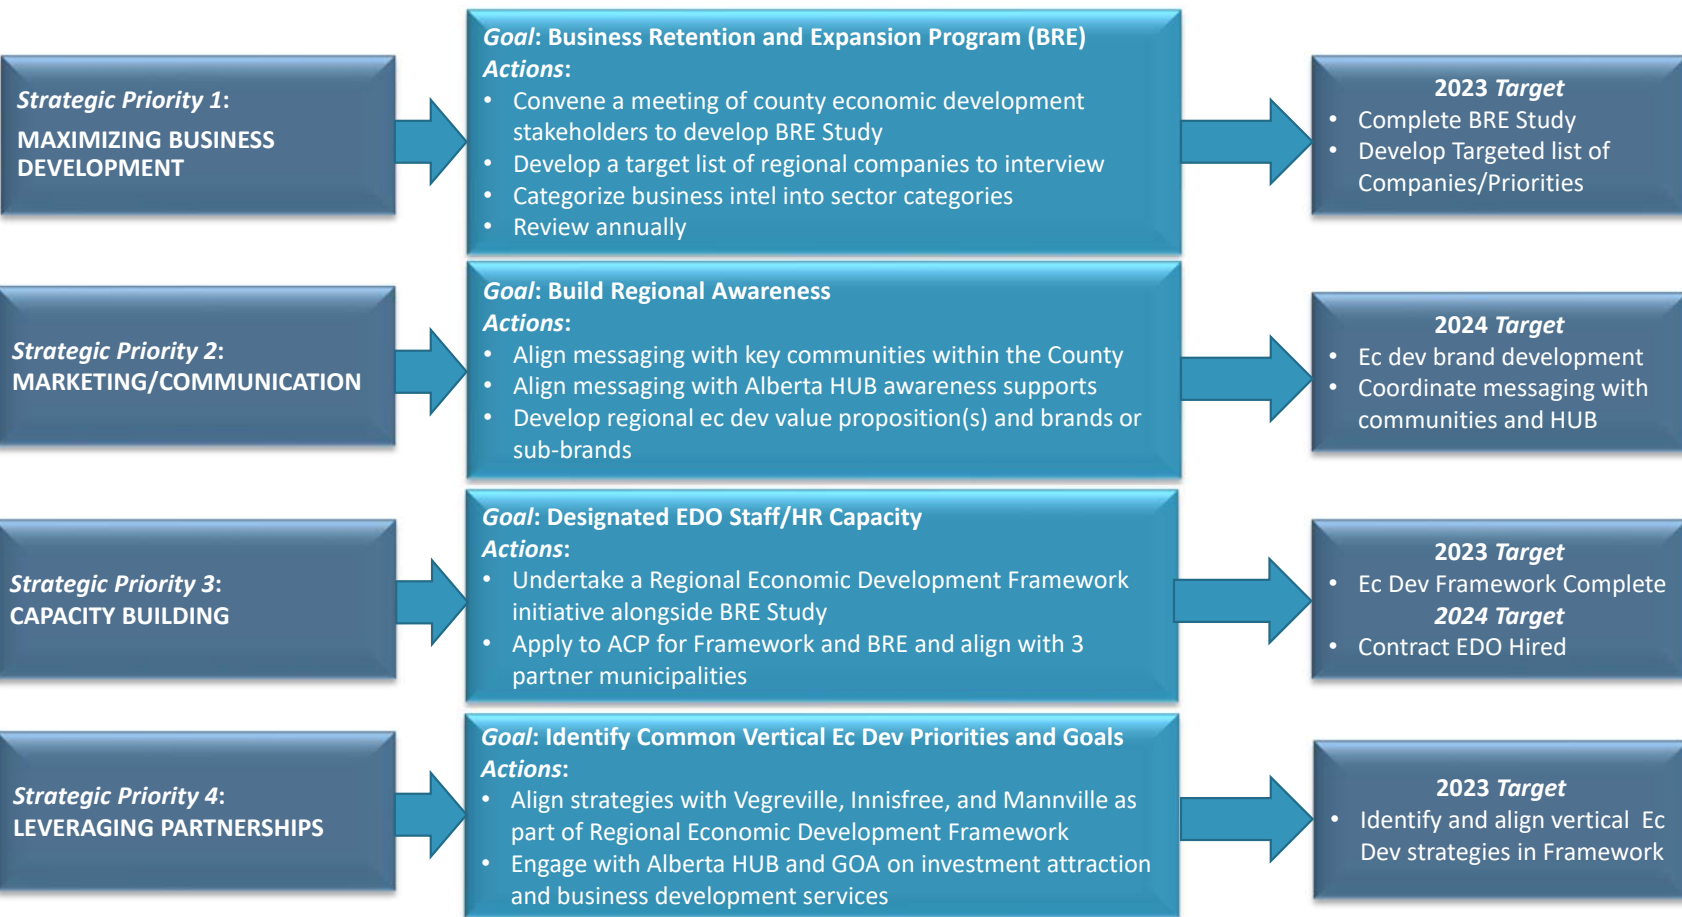 Strategic Priority 1:
MAXIMIZING BUSINESS
DEVELOPMENT
Goal: Business Retention and Expansion Program (BRE)
Actions:
• Convene a meeting of county economic development
stakeholders to develop BRE Study
• Develop a target list of regional companies to interview
• Categorize business intel into sector categories
• Review annually
2023 Target
• Complete BRE Study
• Develop Targeted list of
Companies/Priorities
Strategic Priority 2:
MARKETING/COMMUNICATION
Goal: Build Regional Awareness
Actions:
• Align messaging with key communities within the County
• Align messaging with Alberta HUB awareness supports
• Develop regional ec dev value proposition(s) and brands or
sub-brands
2024 Target
• Ec dev brand development
• Coordinate messaging with
communities and HUB
Strategic Priority 3:
CAPACITY BUILDING
Goal: Designated EDO Staff/HR Capacity
Actions:
• Undertake a Regional Economic Development Framework
initiative alongside BRE Study
• Apply to ACP for Framework and BRE and align with 3
partner municipalities
2023 Target
• Ec Dev Framework Complete
2024 Target
• Contract EDO Hired
Strategic Priority 4:
LEVERAGING PARTNERSHIPS
Goal: Identify Common Vertical Ec Dev Priorities and Goals
Actions:
• Align strategies with Vegreville, Innisfree, and Mannville as
part of Regional Economic Development Framework
• Engage with Alberta HUB and GOA on investment attraction
and business development services
2023 Target
• Identify and align vertical Ec
Dev strategies in Framework